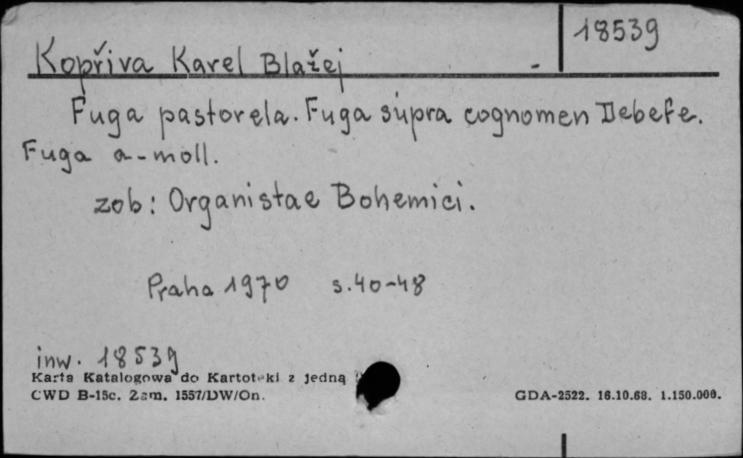 18539
Kopřiva Karel Blažej -
Fuga pastorela. Fuga supra cognomen Debefe.
Fuga a-moll.
zob: Organistae Bohemici.
Praha 1970 s. 40-48
inw. 18539
Karta Katalogowa do Kartoteki z jedną
CWD B-15c. Zam. 1557/DW/On.
GDA-2522. 16.10.68. 1.150.000.